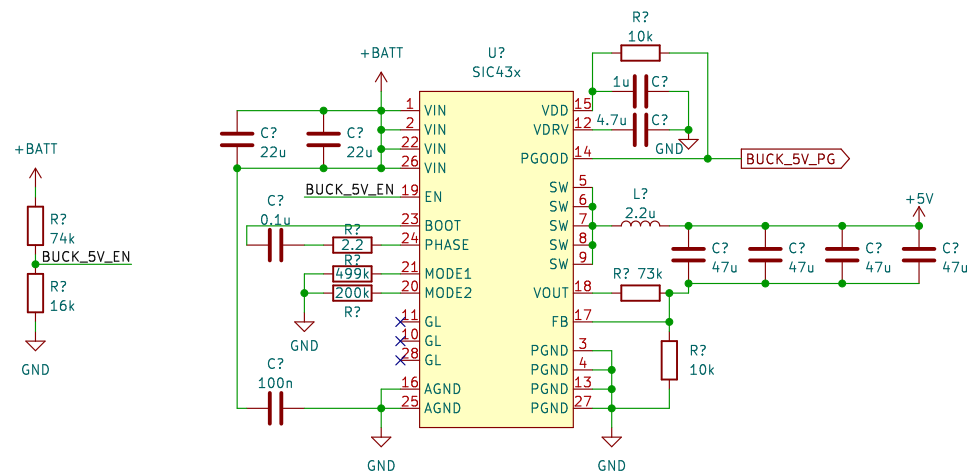 +BATT
R?
74k
BUCK_5V_EN
R?
16k
GND
+BATT
C?
22u
C?
22u
BUCK_5V_EN
C?
0.1u
R?
2.2
R?
499k
200k
R?
GND
C?
100n
GND
U?
SIC43x
1 VIN
2 VIN
22 VIN
26 VIN
19 EN
23 BOOT
24 PHASE
21 MODE1
20 MODE2
11 GL
10 GL
28 GL
16 AGND
25 AGND
VDD 15
VDRV 12
PGOOD 14
SW 5
SW 6
SW 7
SW 8
SW 9
VOUT 18
FB 17
PGND 3
PGND 4
PGND 13
PGND 27
R?
10k
1u C?
4.7u C?
GND
BUCK_5V_PG
L?
2.2u
+5V
C?
47u
C?
47u
C?
47u
C?
47u
R? 73k
R?
10k
GND